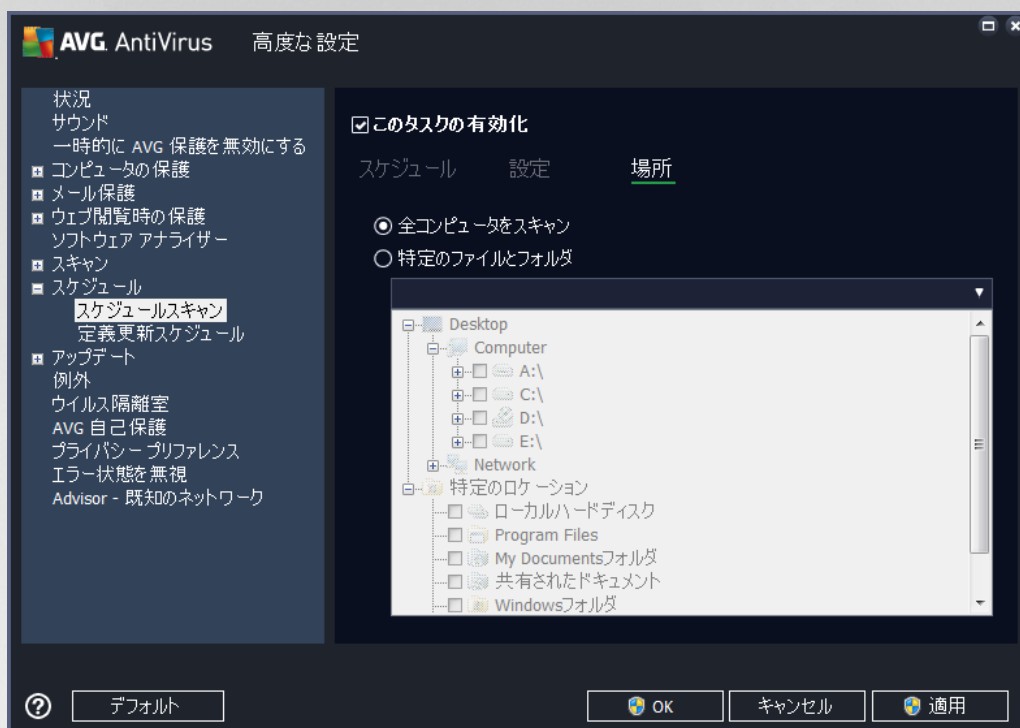 AVG. AntiVirus 高度な設定
状況
サウンド
一時的に AVG 保護を無効にする
コンピュータの保護
メール保護
ウェブ閲覧時の保護
ソフトウェア アナライザー
スキャン
スケジュール
スケジュールスキャン
定義更新スケジュール
アップデート
例外
ウイルス隔離室
AVG 自己保護
プライバシー プリファレンス
エラー状態を無視
Advisor - 既知のネットワーク
このタスクの有効化
スケジュール 設定 場所
全コンピュータをスキャン
特定のファイルとフォルダ
Desktop
Computer
A:\
C:\
D:\
E:\
Network
特定のロケーション
ローカルハードディスク
Program Files
My Documentsフォルダ
共有されたドキュメント
Windowsフォルダ
? デフォルト OK キャンセル 適用